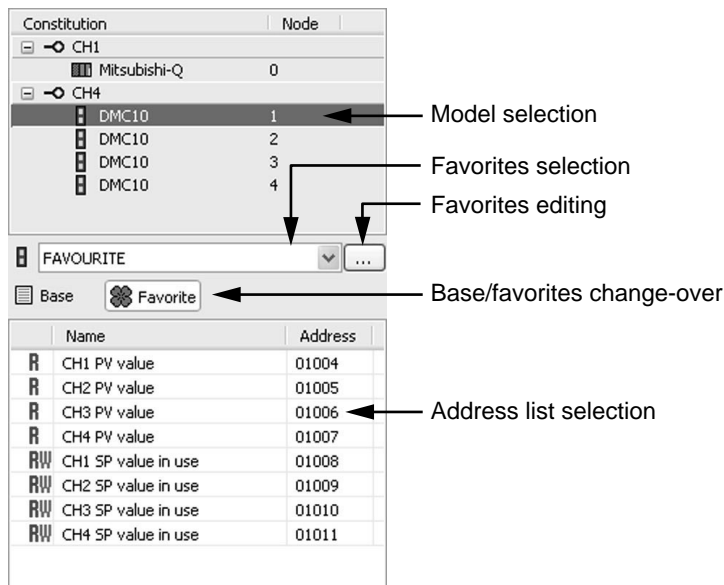 Constitution Node
CH1
Mitsubishi-Q 0
CH4
DMC10 1 Model selection
DMC10 2
DMC10 3 Favorites selection
DMC10 4
Favorites editing
FAVOURITE ...
Base Favorite Base/favorites change-over
Name Address
R CH1 PV value 01004
R CH2 PV value 01005
R CH3 PV value 01006 Address list selection
R CH4 PV value 01007
RW CH1 SP value in use 01008
RW CH2 SP value in use 01009
RW CH3 SP value in use 01010
RW CH4 SP value in use 01011